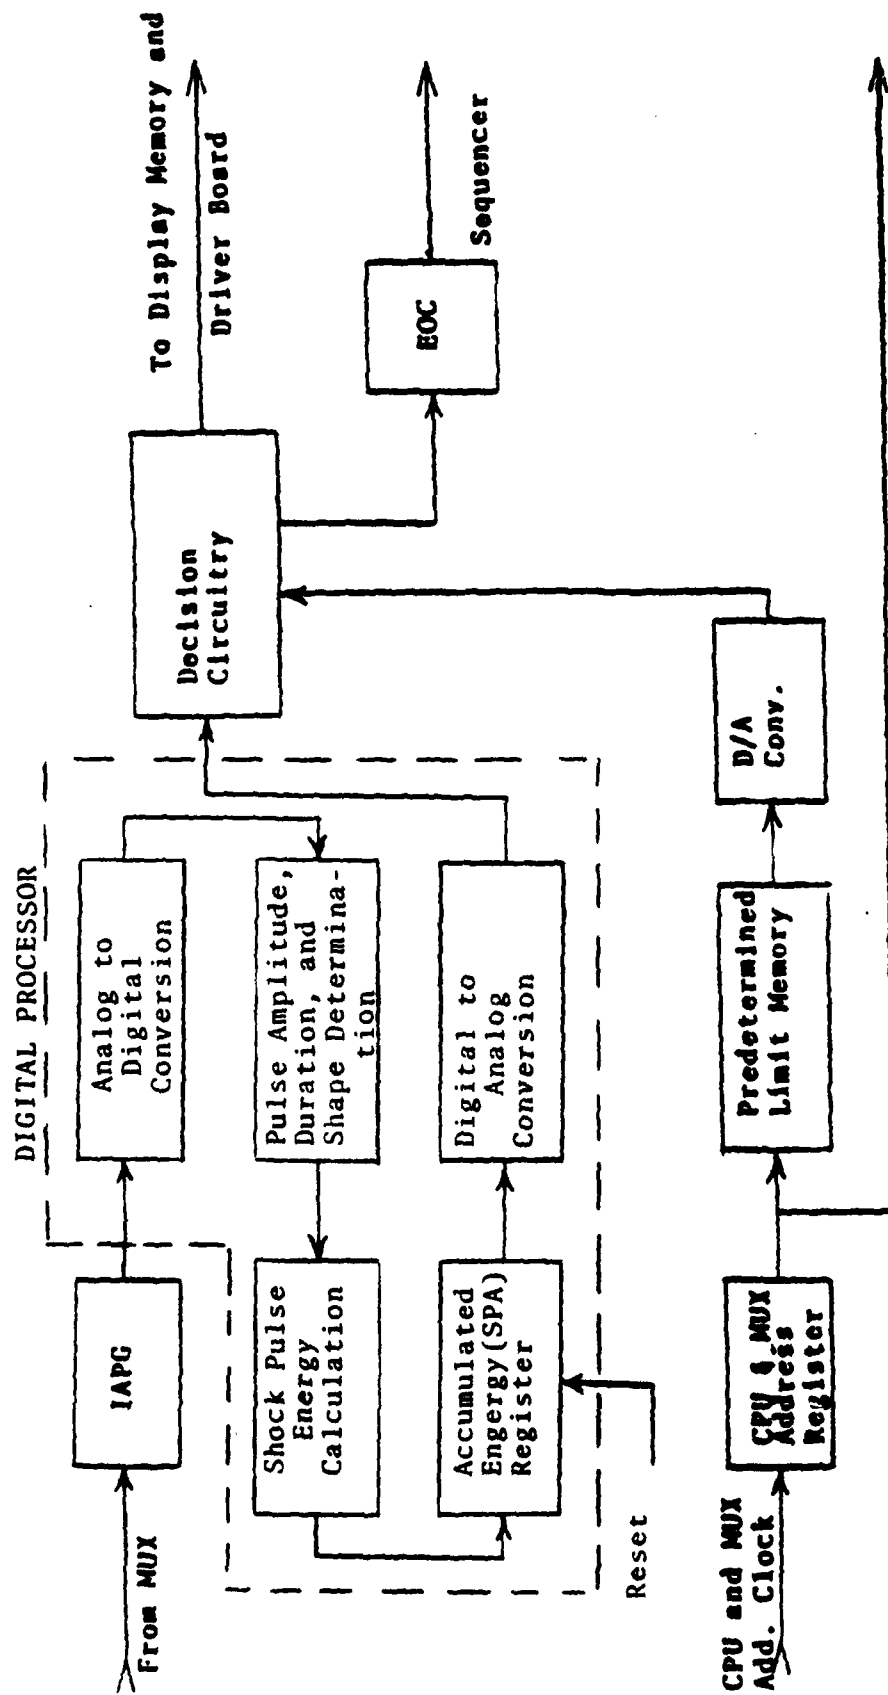 DIGITAL PROCESSOR
From MUX
IAPG
Analog to
Digital
Conversion
Pulse Amplitude,
Duration, and
Shape Determina-
tion
Shock Pulse
Energy
Calculation
Accumulated
Engergy(SPA)
Register
Digital to
Analog
Conversion
Reset
Decision
Circuitry
To Display Memory and
Driver Board
EOC
Sequencer
CPU and MUX
Add. Clock
CPU & MUX
Address
Register
Predetermined
Limit Memory
D/A
Conv.